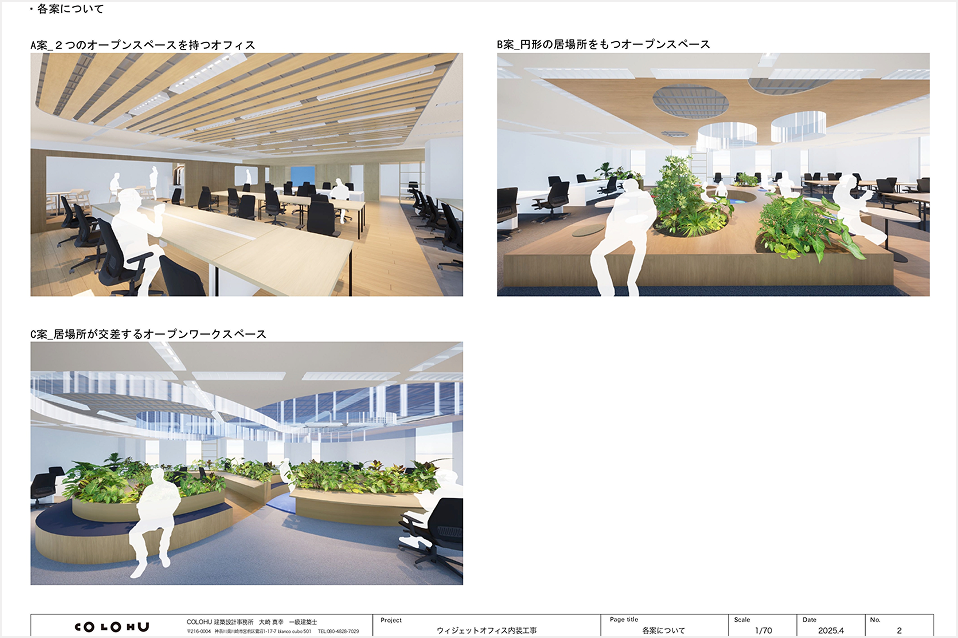 ・各案について
A案_２つのオープンスペースを持つオフィス
B案_円形の居場所をもつオープンスペース
C案_居場所が交差するオープンワークスペース
COLOHU
COLOHU 建築設計事務所　大崎 真幸　一級建築士
〒216-0004　神奈川県川崎市宮前区鷺沼1-17-7 bianco cubo 501　TEL:080-4828-7029
Project
ウィジェットオフィス内装工事
Page title
各案について
Scale
1/70
Date
2025.4
No.
2